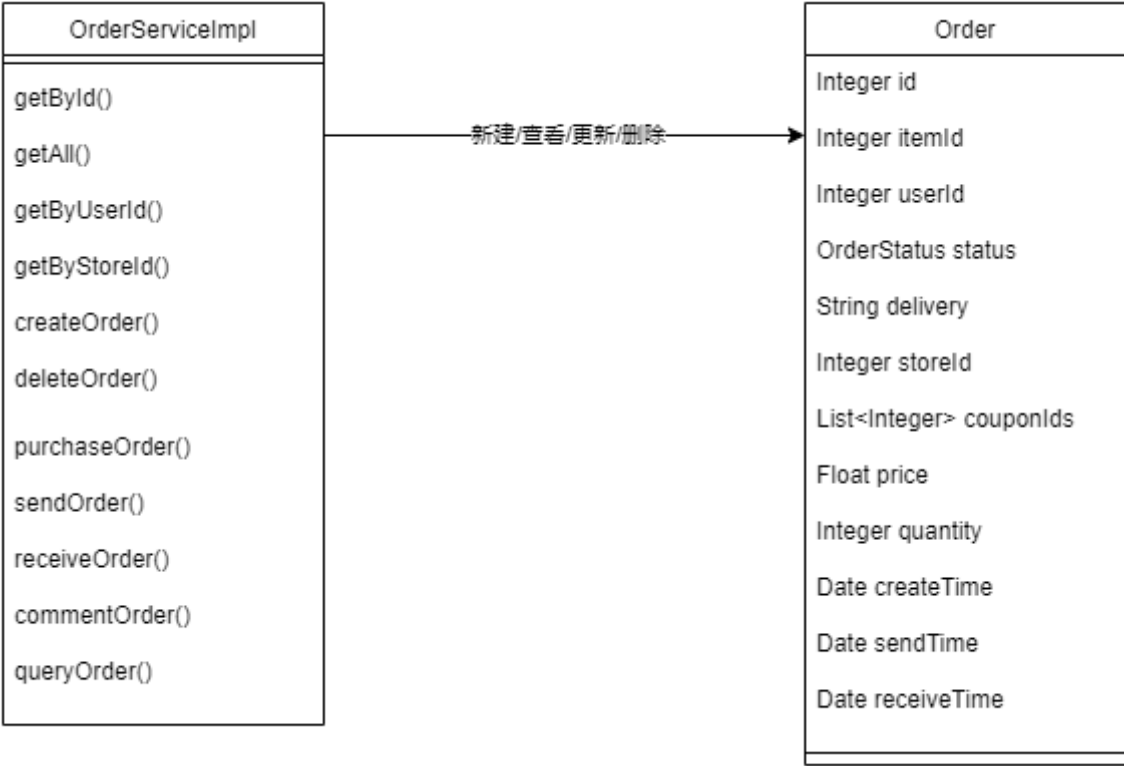 OrderServiceImpl
getById()
getAll()
getByUserId()
getByStoreId()
createOrder()
deleteOrder()
purchaseOrder()
sendOrder()
receiveOrder()
commentOrder()
queryOrder()
新建/查看/更新/删除
Order
Integer id
Integer itemId
Integer userId
OrderStatus status
String delivery
Integer storeId
List<Integer> couponIds
Float price
Integer quantity
Date createTime
Date sendTime
Date receiveTime